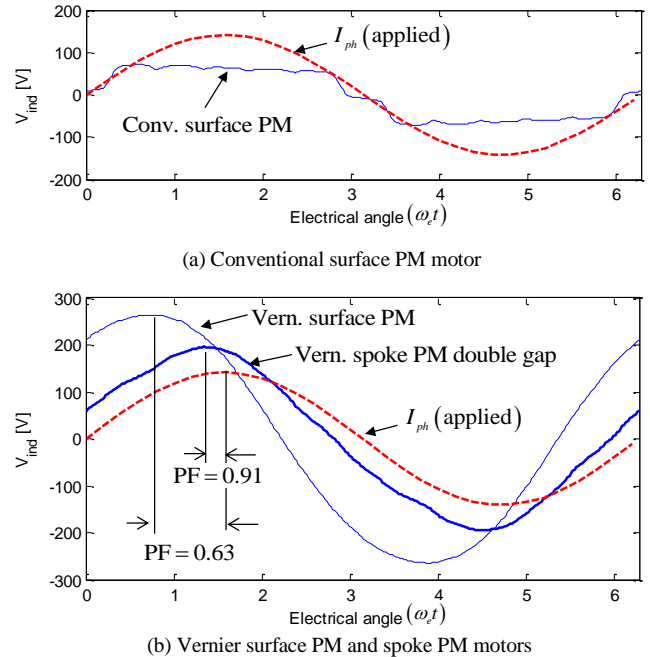 200
I_ph (applied)
100
V_ind [V]
0
Conv. surface PM
-100
-200
0 1 2 3 4 5 6
Electrical angle (ω_e t)
(a) Conventional surface PM motor
300
Vern. surface PM
200
Vern. spoke PM double gap
100
I_ph (applied)
V_ind [V]
0
PF = 0.91
-100
-200
PF = 0.63
-300
0 1 2 3 4 5 6
Electrical angle (ω_e t)
(b) Vernier surface PM and spoke PM motors